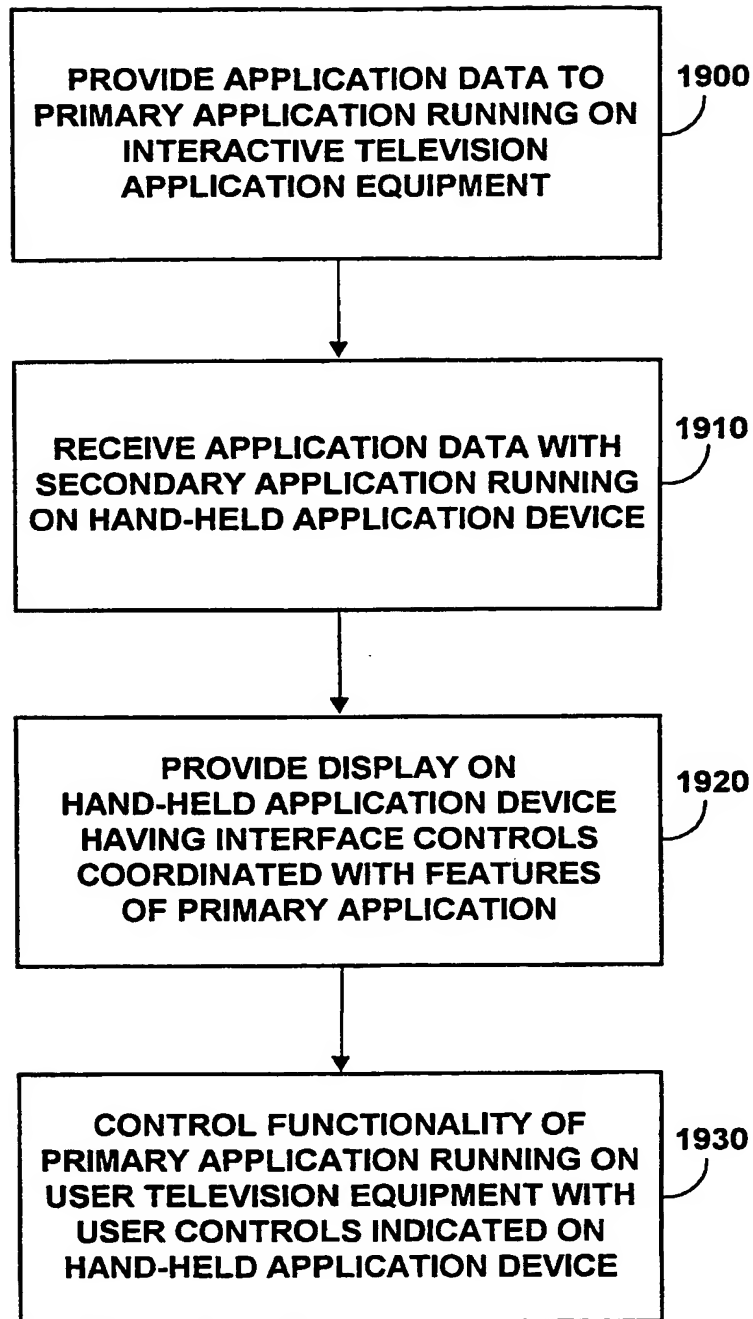 PROVIDE APPLICATION DATA TO
PRIMARY APPLICATION RUNNING ON
INTERACTIVE TELEVISION
APPLICATION EQUIPMENT
1900
RECEIVE APPLICATION DATA WITH
SECONDARY APPLICATION RUNNING
ON HAND-HELD APPLICATION DEVICE
1910
PROVIDE DISPLAY ON
HAND-HELD APPLICATION DEVICE
HAVING INTERFACE CONTROLS
COORDINATED WITH FEATURES
OF PRIMARY APPLICATION
1920
CONTROL FUNCTIONALITY OF
PRIMARY APPLICATION RUNNING ON
USER TELEVISION EQUIPMENT WITH
USER CONTROLS INDICATED ON
HAND-HELD APPLICATION DEVICE
1930